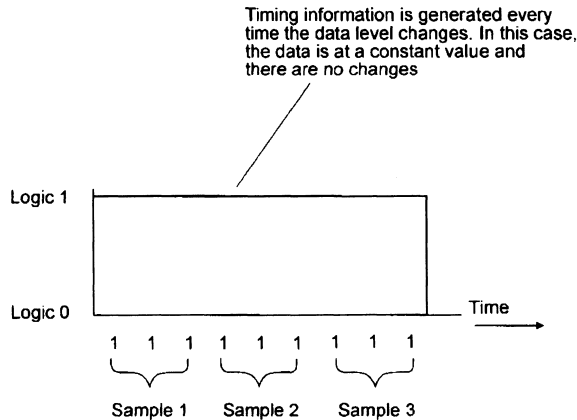 Timing information is generated every
time the data level changes. In this case,
the data is at a constant value and
there are no changes
Logic 1
Logic 0
Time
1 1 1 1 1 1 1 1 1
Sample 1 Sample 2 Sample 3